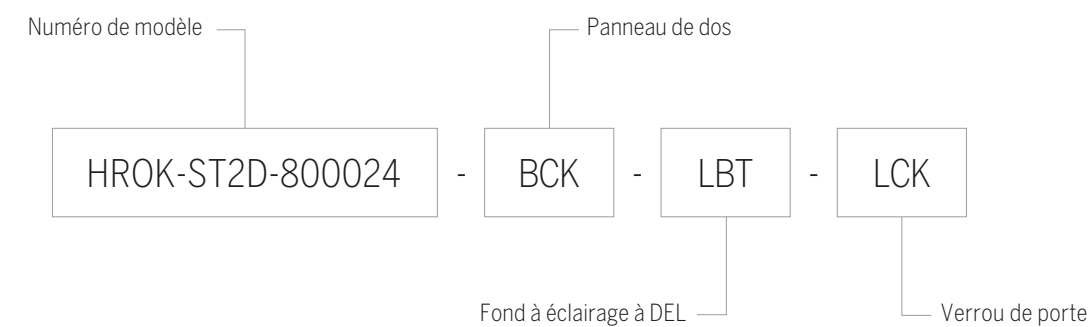 Numéro de modèle
Panneau de dos
HROK-ST2D-800024 - BCK - LBT - LCK
Fond à éclairage à DEL
Verrou de porte